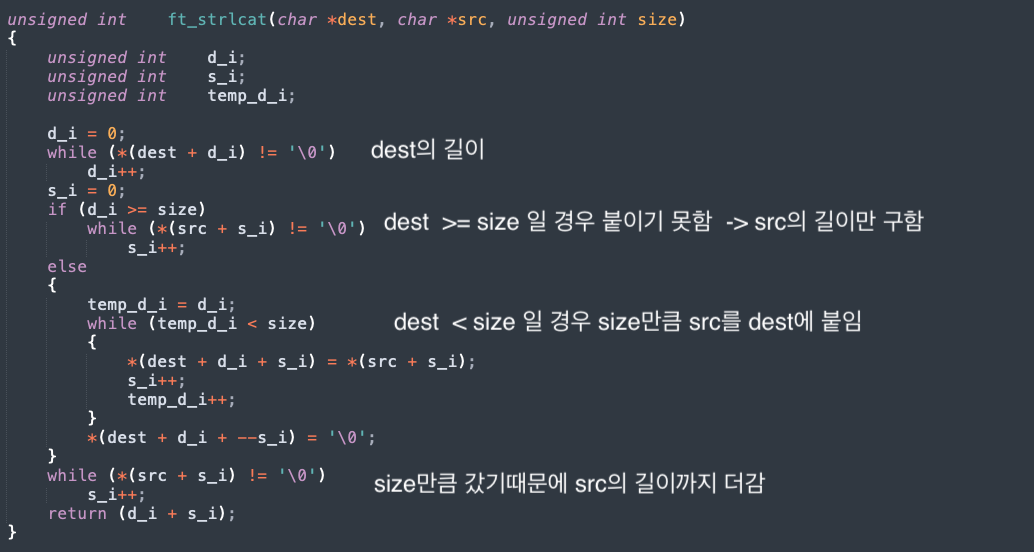 unsigned int    ft_strlcat(char *dest, char *src, unsigned int size)
{
    unsigned int    d_i;
    unsigned int    s_i;
    unsigned int    temp_d_i;

    d_i = 0;
    while (*(dest + d_i) != '\0')    dest의 길이
        d_i++;
    s_i = 0;
    if (d_i >= size)
        while (*(src + s_i) != '\0')    dest >= size 일 경우 붙이기 못함 -> src의 길이만 구함
            s_i++;
    else
    {
        temp_d_i = d_i;
        while (temp_d_i < size)    dest < size 일 경우 size만큼 src를 dest에 붙임
        {
            *(dest + d_i + s_i) = *(src + s_i);
            s_i++;
            temp_d_i++;
        }
        *(dest + d_i + --s_i) = '\0';
    }
    while (*(src + s_i) != '\0')    size만큼 갔기때문에 src의 길이까지 더감
        s_i++;
    return (d_i + s_i);
}